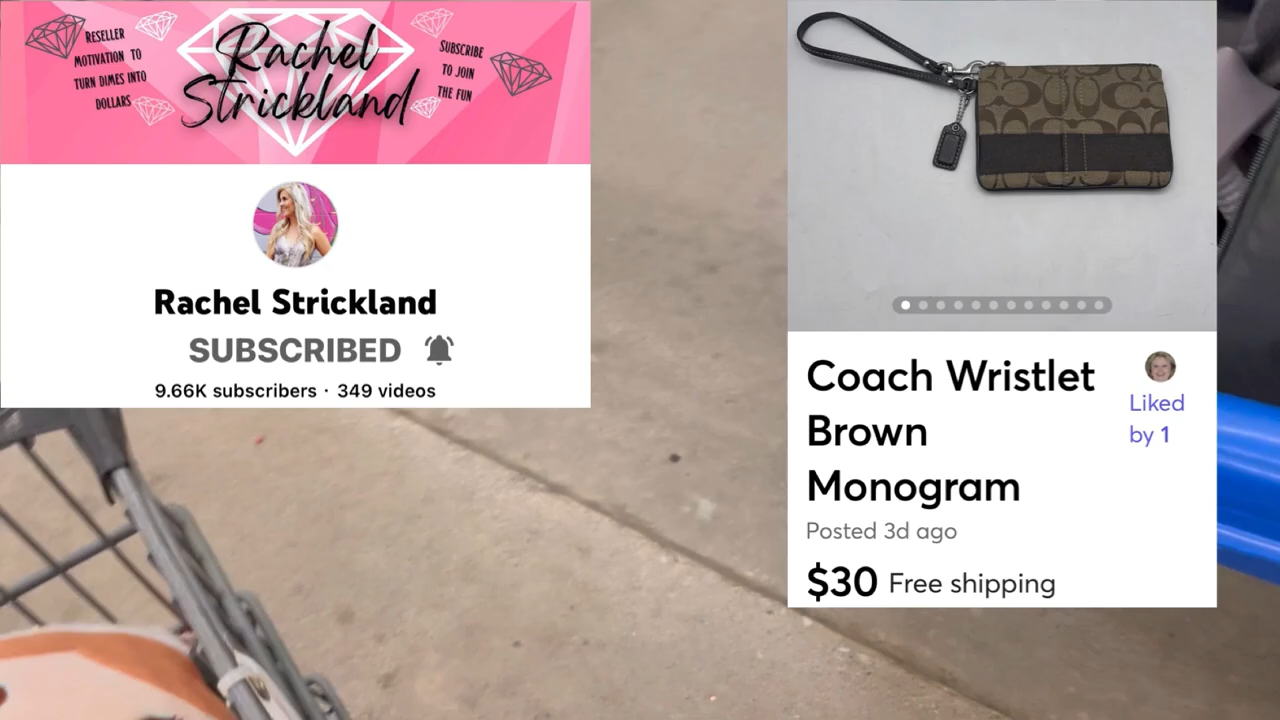 RESELLER
MOTIVATION TO
TURN DIMES INTO
DOLLARS
Rachel
Strickland
SUBSCRIBE
TO JOIN
THE FUN
Rachel Strickland
SUBSCRIBED
9.66K subscribers · 349 videos
Coach Wristlet
Brown
Monogram
Liked
by 1
Posted 3d ago
$30 Free shipping